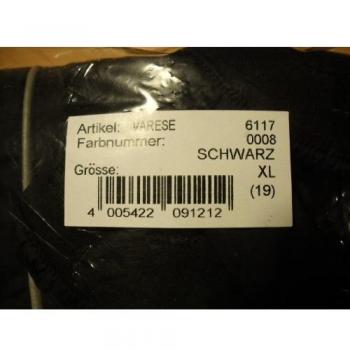 Artikel: VARESE 6117
Farbnummer: 0008
SCHWARZ
Grösse: XL
(19)
4 005422 091212